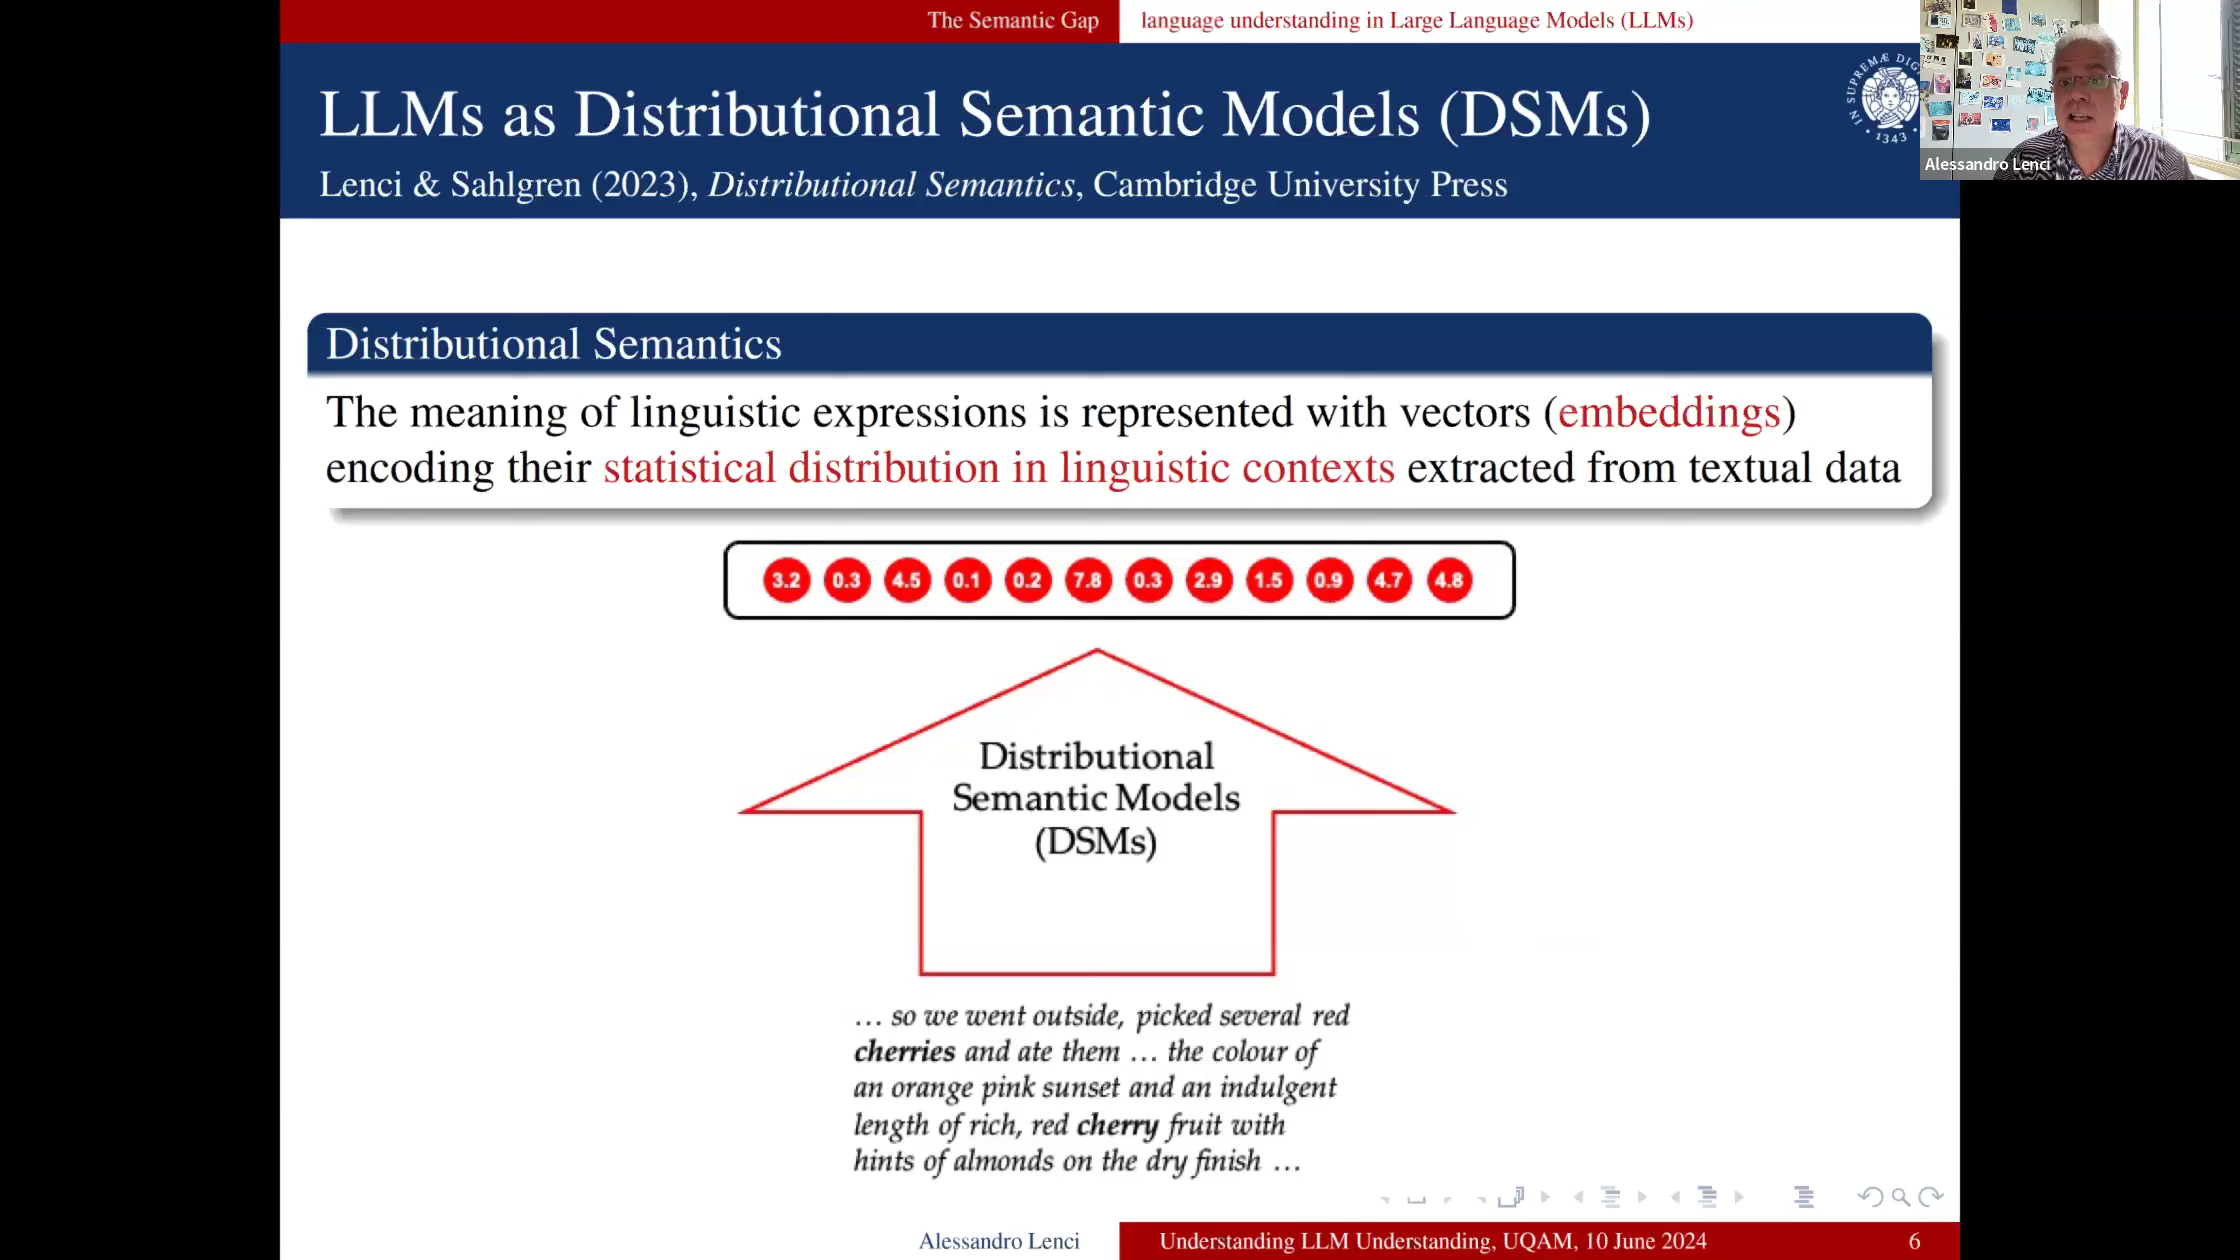 The Semantic Gap
language understanding in Large Language Models (LLMs)
LLMs as Distributional Semantic Models (DSMs)
Lenci & Sahlgren (2023), Distributional Semantics, Cambridge University Press
IN SUPREMÆ DIG
1343
Alessandro Lenci
Distributional Semantics
The meaning of linguistic expressions is represented with vectors (embeddings)
encoding their statistical distribution in linguistic contexts extracted from textual data
3.2 0.3 4.5 0.1 0.2 7.8 0.3 2.9 1.5 0.9 4.7 4.8
Distributional
Semantic Models
(DSMs)
… so we went outside, picked several red
cherries and ate them … the colour of
an orange pink sunset and an indulgent
length of rich, red cherry fruit with
hints of almonds on the dry finish …
Alessandro Lenci
Understanding LLM Understanding, UQAM, 10 June 2024
6